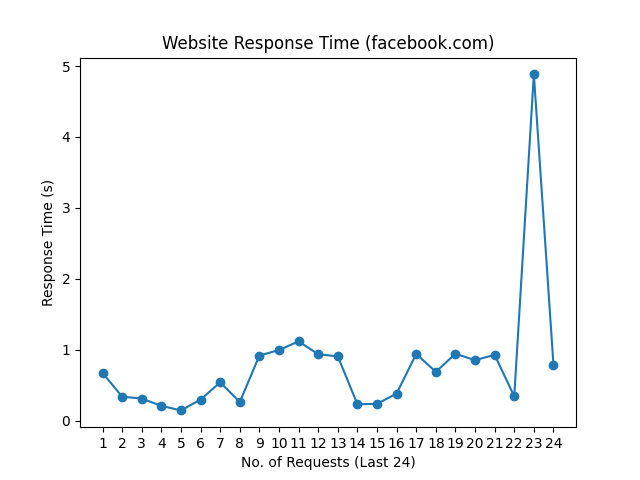 Website Response Time (facebook.com)
5
4
3
2
1
0
Response Time (s)
1 2 3 4 5 6 7 8 9 10 11 12 13 14 15 16 17 18 19 20 21 22 23 24
No. of Requests (Last 24)